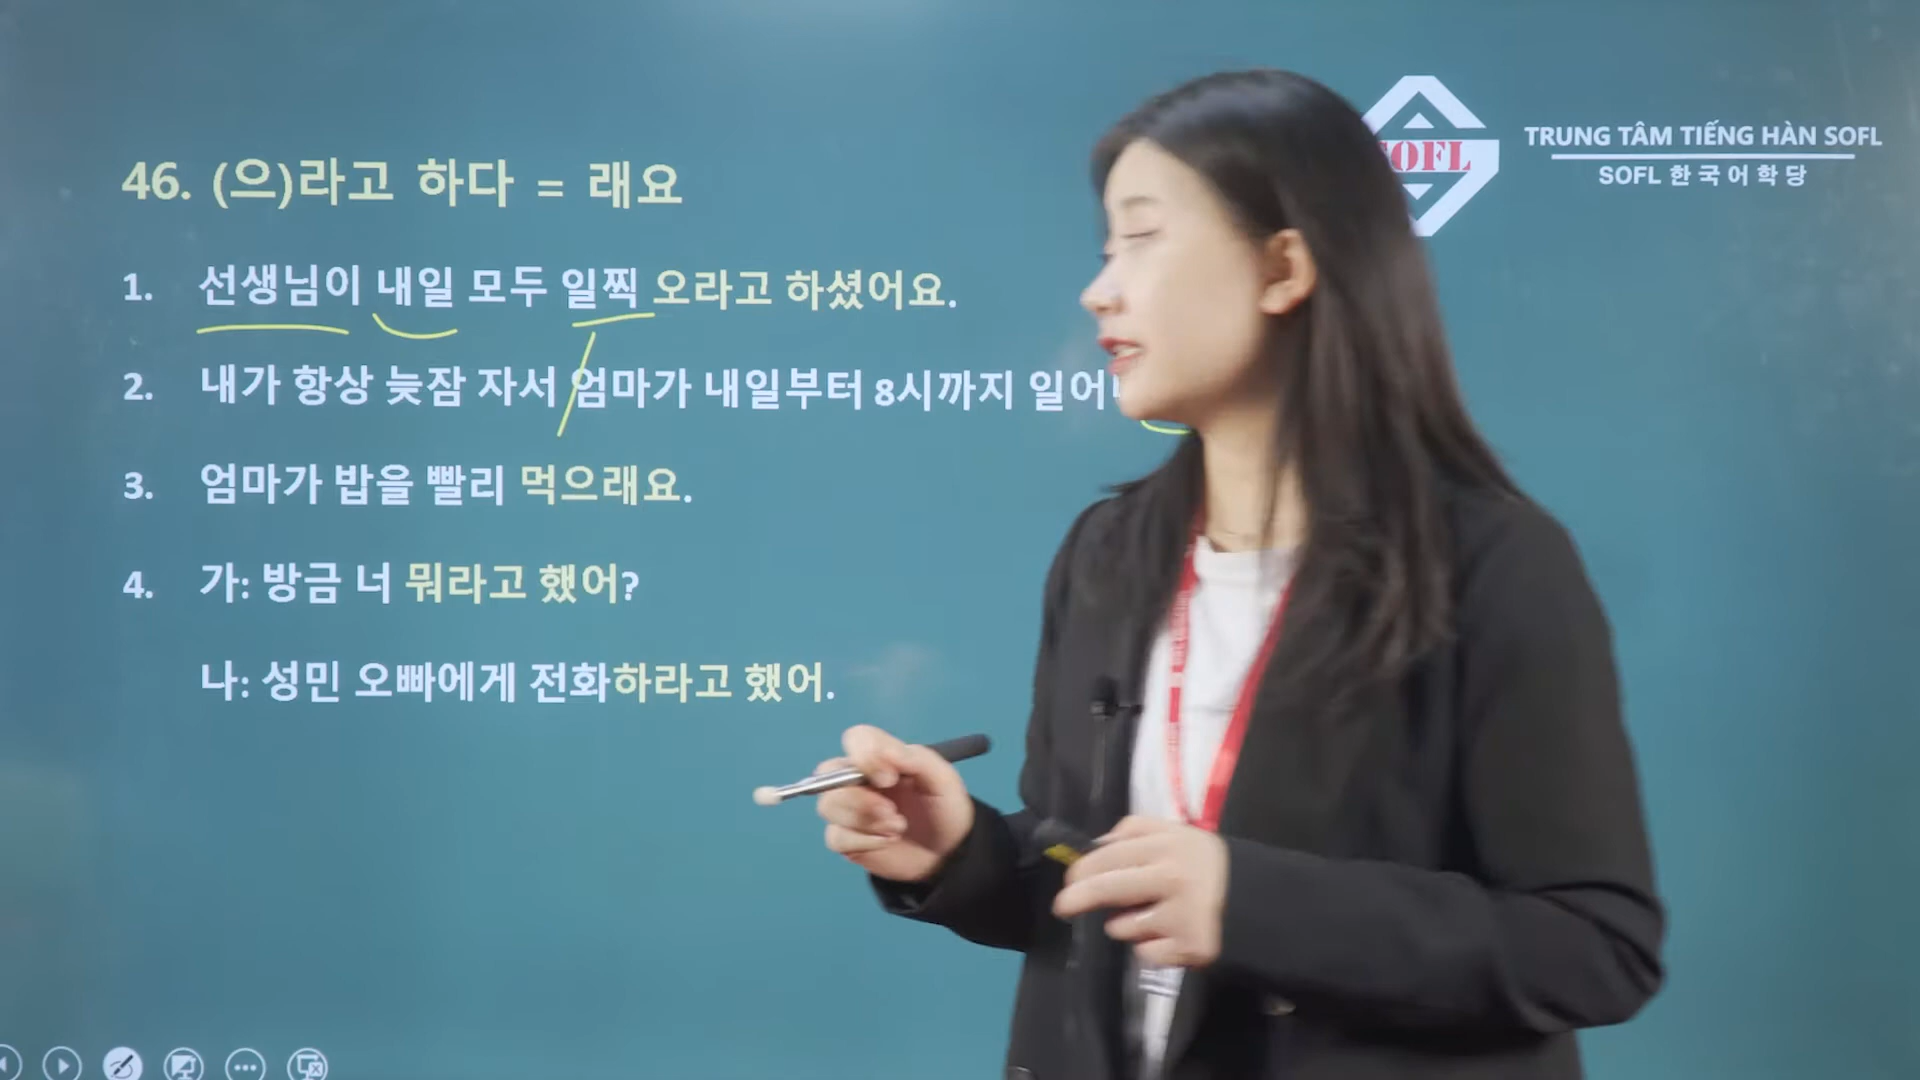 TRUNG TÂM TIẾNG HÀN SOFL
SOFL 한국어학당
SOFL
46. (으)라고 하다 = 래요
1. 선생님이 내일 모두 일찍 오라고 하셨어요.
2. 내가 항상 늦잠 자서 엄마가 내일부터 8시까지
3. 엄마가 밥을 빨리 먹으래요.
4. 가: 방금 너 뭐라고 했어?
나: 성민 오빠에게 전화하라고 했어.